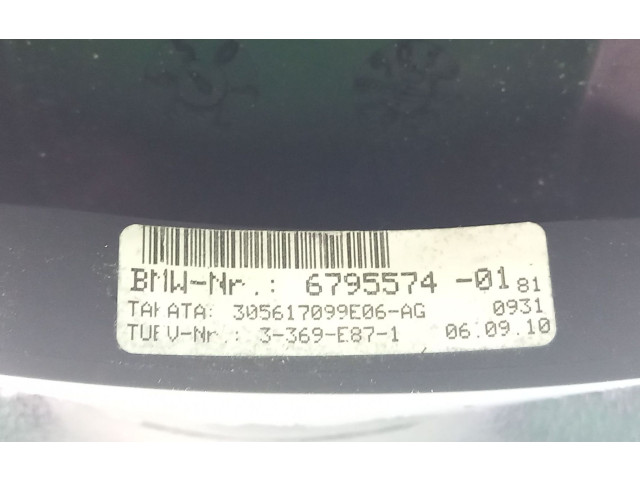 BMW-Nr.: 6795574 -01 81
TAKATA: 305617099E06-AG 0931
TUEV-Nr.: 3-369-E87-1 06.09.10